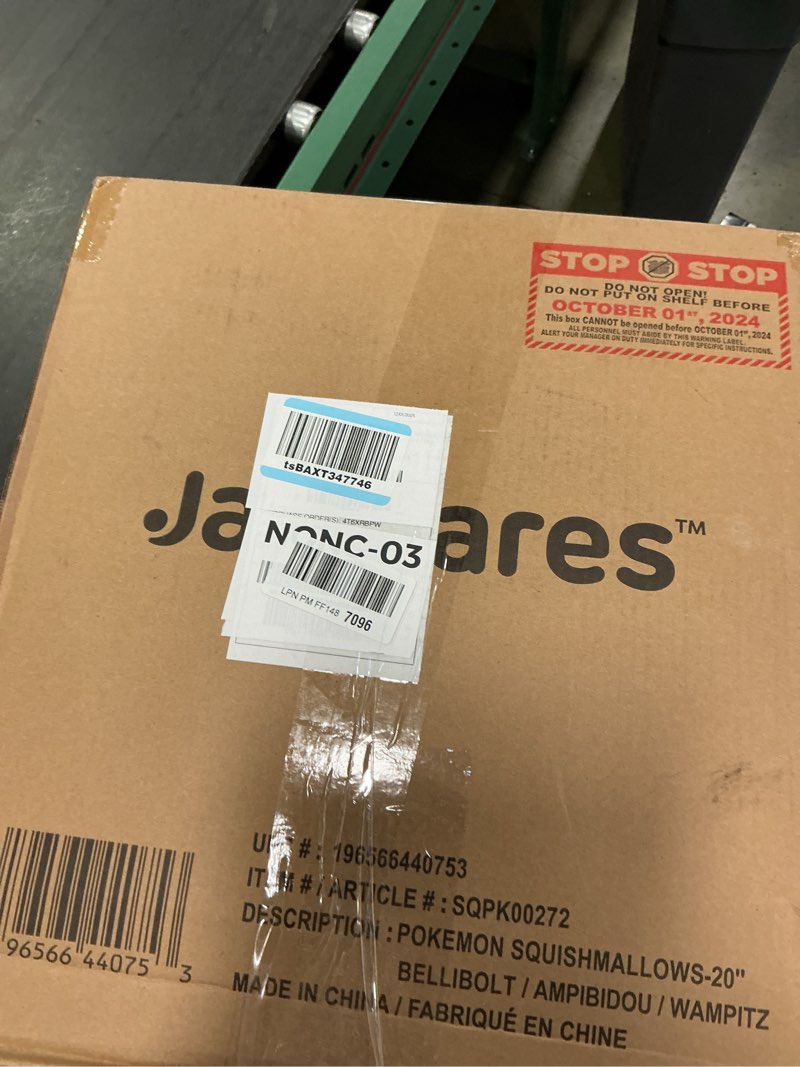 STOP STOP
DO NOT OPEN!
DO NOT PUT ON SHELF BEFORE
OCTOBER 01ST, 2024
This box CANNOT be opened before OCTOBER 01ST, 2024
ALL PERSONNEL MUST ABIDE BY THIS WARNING LABEL.
ALERT YOUR MANAGER ON DUTY IMMEDIATELY FOR SPECIFIC INSTRUCTIONS.
tsBAXT347746
4T6XRBPW
Ja ares™
NONC-03
LPN PM FF148 7096
# : 196566440753
ITEM # / ARTICLE # : SQPK00272
DESCRIPTION : POKEMON SQUISHMALLOWS-20"
BELLIBOLT / AMPIBIDOU / WAMPITZ
MADE IN CHINA / FABRIQUÉ EN CHINE
96566 44075 3